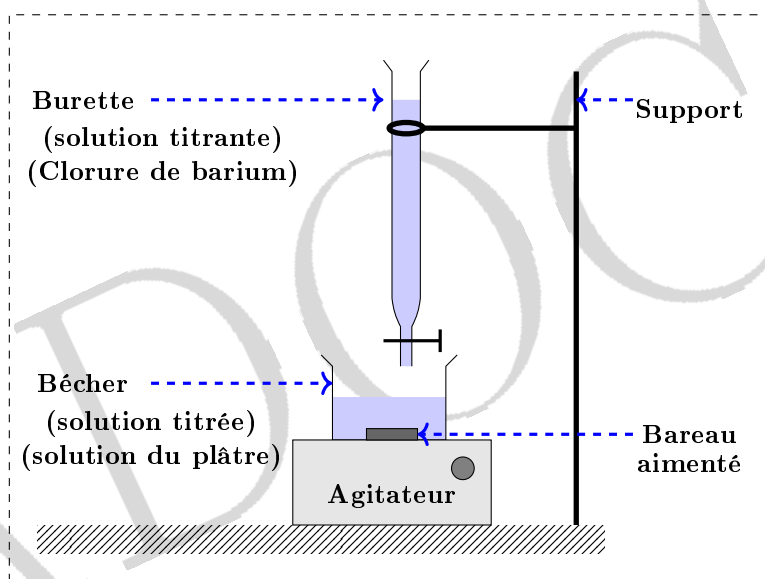 Burette
(solution titrante)
(Clorure de barium)
Support
Bécher
(solution titrée)
(solution du plâtre)
Bareau
aimenté
Agitateur